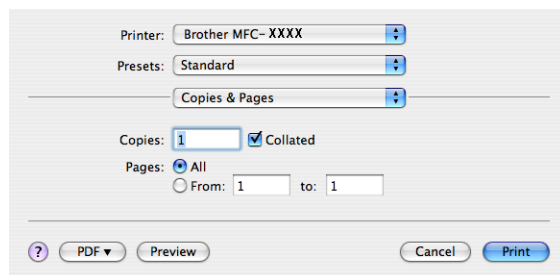 Printer: Brother MFC-XXXX
Presets: Standard
Copies & Pages
Copies: 1 Collated
Pages: All
From: 1 to: 1
? PDF ▼ Preview Cancel Print